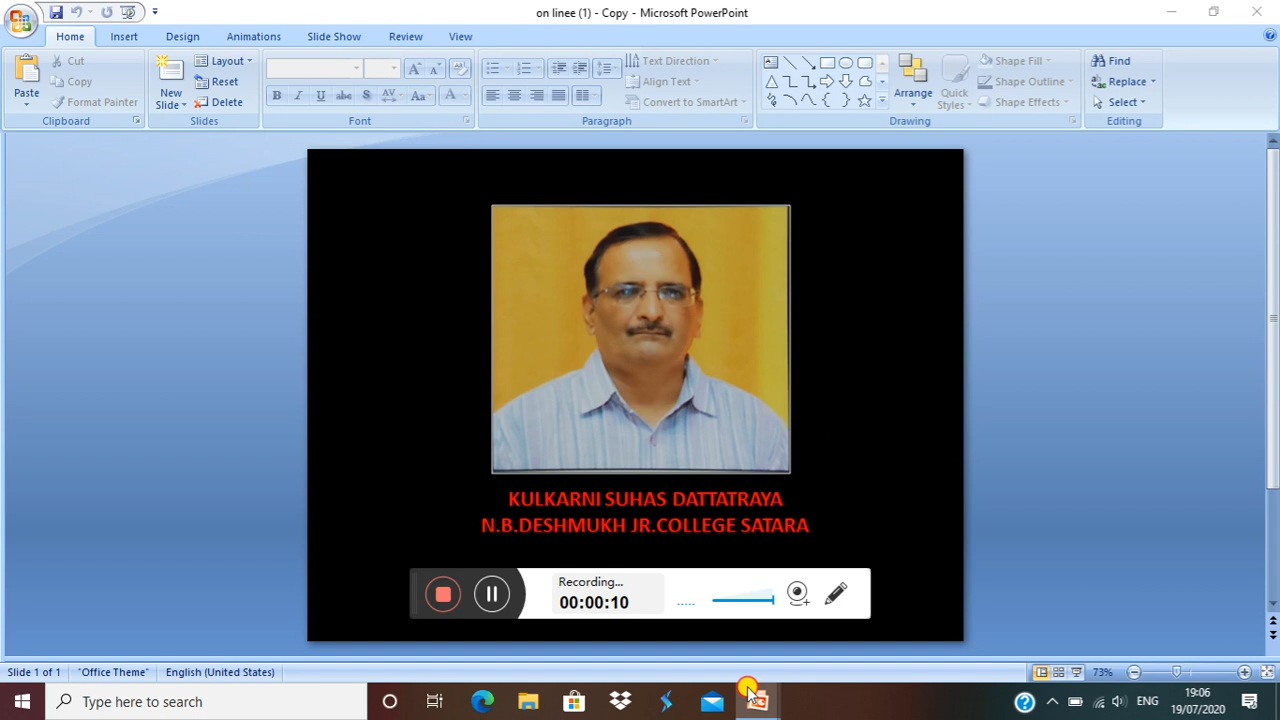 on linee (1) - Copy - Microsoft PowerPoint
Home Insert Design Animations Slide Show Review View
Paste
Cut
Copy
Format Painter
Clipboard
New Slide
Layout
Reset
Delete
Slides
B I U abc S AV Aa A
Font
Text Direction
Align Text
Convert to SmartArt
Paragraph
Arrange
Quick Styles
Shape Fill
Shape Outline
Shape Effects
Drawing
Find
Replace
Select
Editing
KULKARNI SUHAS DATTATRAYA
N.B.DESHMUKH JR.COLLEGE SATARA
Recording...
00:00:10
Slide 1 of 1 "Office Theme" English (United States) 73%
Type here to search
ENG
19:06
19/07/2020